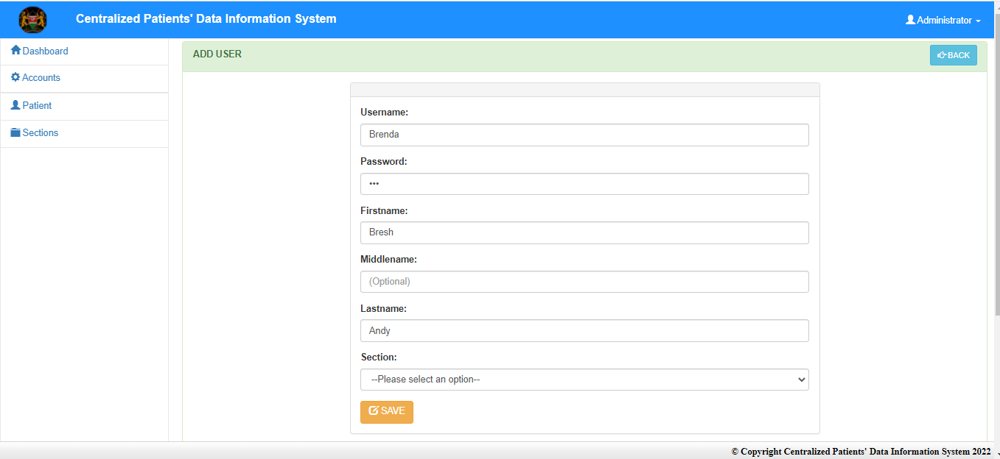 Centralized Patients' Data Information System
Administrator
Dashboard
Accounts
Patient
Sections
ADD USER
BACK
Username:
Brenda
Password:
•••
Firstname:
Bresh
Middlename:
(Optional)
Lastname:
Andy
Section:
--Please select an option--
SAVE
© Copyright Centralized Patients' Data Information System 2022